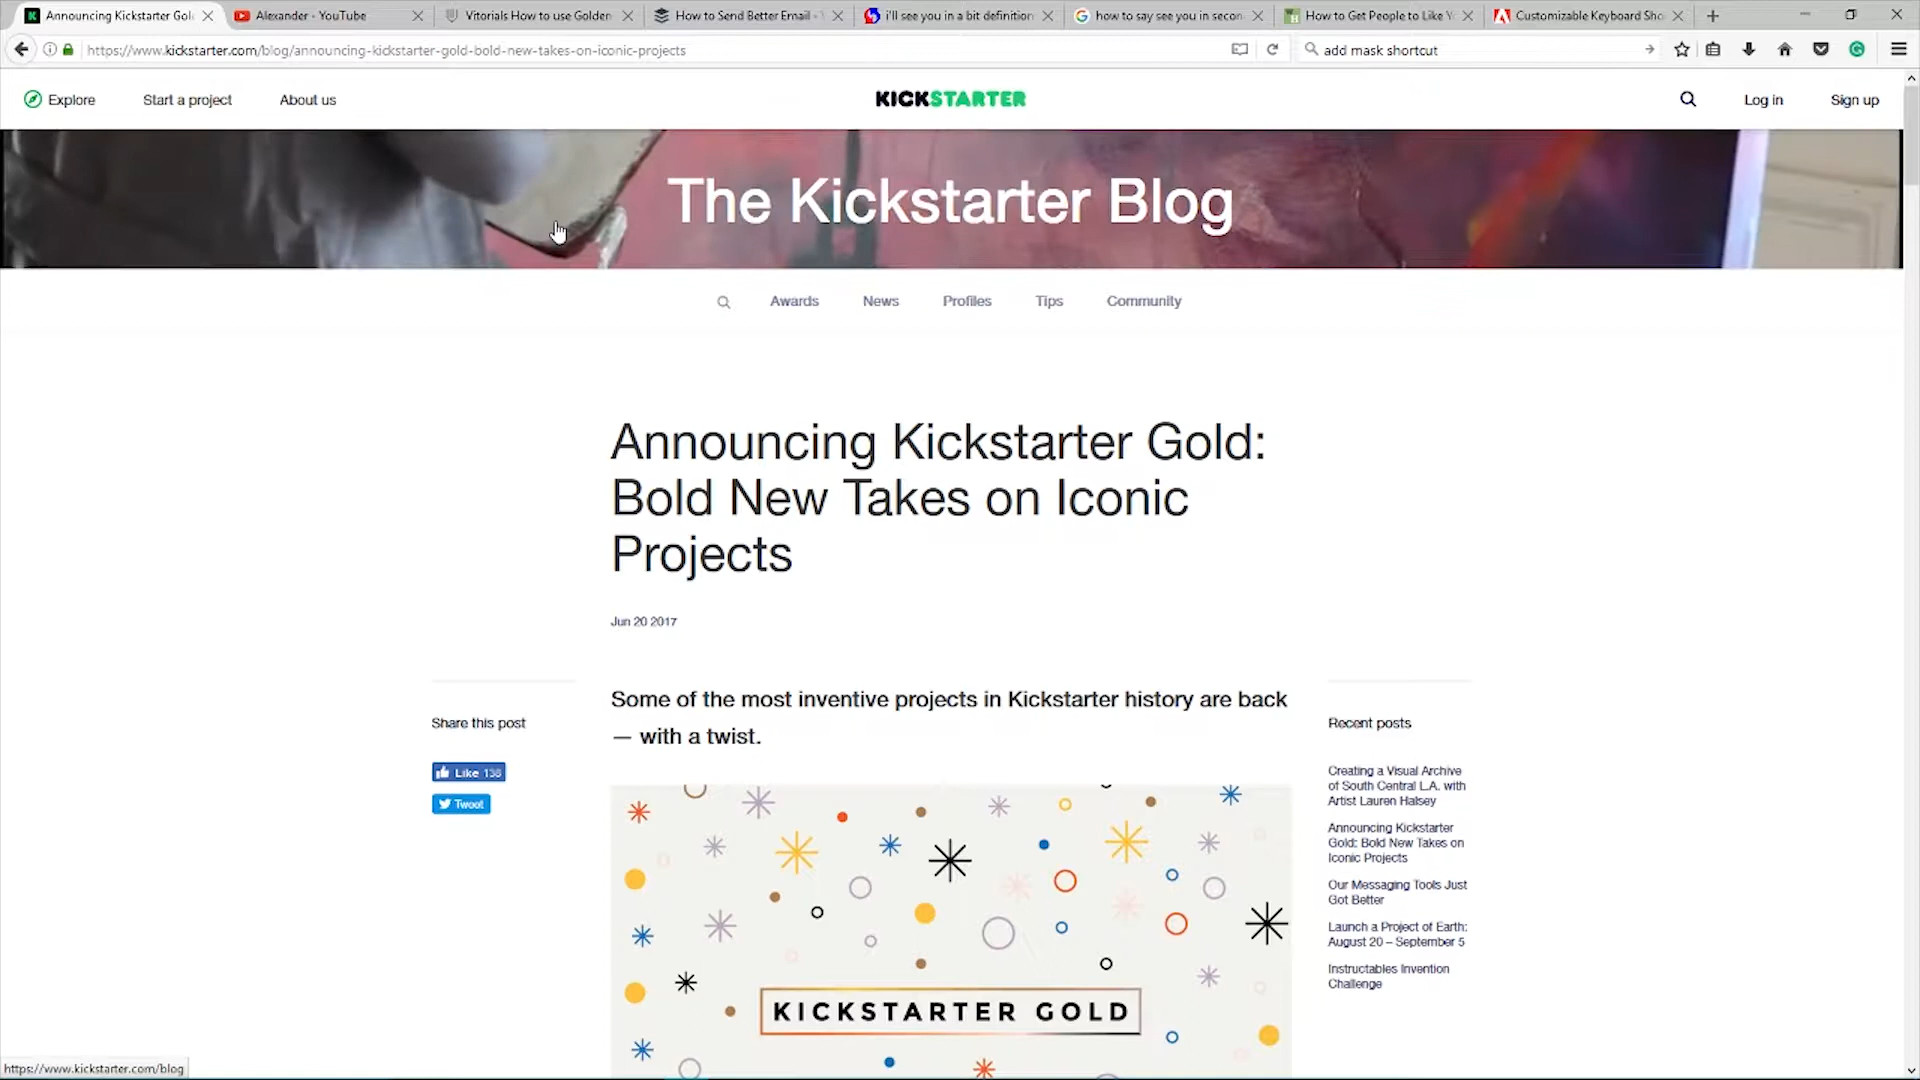 Announcing Kickstarter Gol
Alexander - YouTube
Vitorials How to use Golden
How to Send Better Email -
i'll see you in a bit definition
how to say see you in secon
How to Get People to Like Y
Customizable Keyboard Sho
https://www.kickstarter.com/blog/announcing-kickstarter-gold-bold-new-takes-on-iconic-projects
add mask shortcut
Explore
Start a project
About us
KICKSTARTER
Log in
Sign up
The Kickstarter Blog
Awards
News
Profiles
Tips
Community
Announcing Kickstarter Gold:
Bold New Takes on Iconic
Projects
Jun 20 2017
Some of the most inventive projects in Kickstarter history are back
— with a twist.
Share this post
Like 138
Tweet
KICKSTARTER GOLD
Recent posts
Creating a Visual Archive
of South Central L.A. with
Artist Lauren Halsey
Announcing Kickstarter
Gold: Bold New Takes on
Iconic Projects
Our Messaging Tools Just
Got Better
Launch a Project of Earth:
August 20 – September 5
Instructables Invention
Challenge
https://www.kickstarter.com/blog